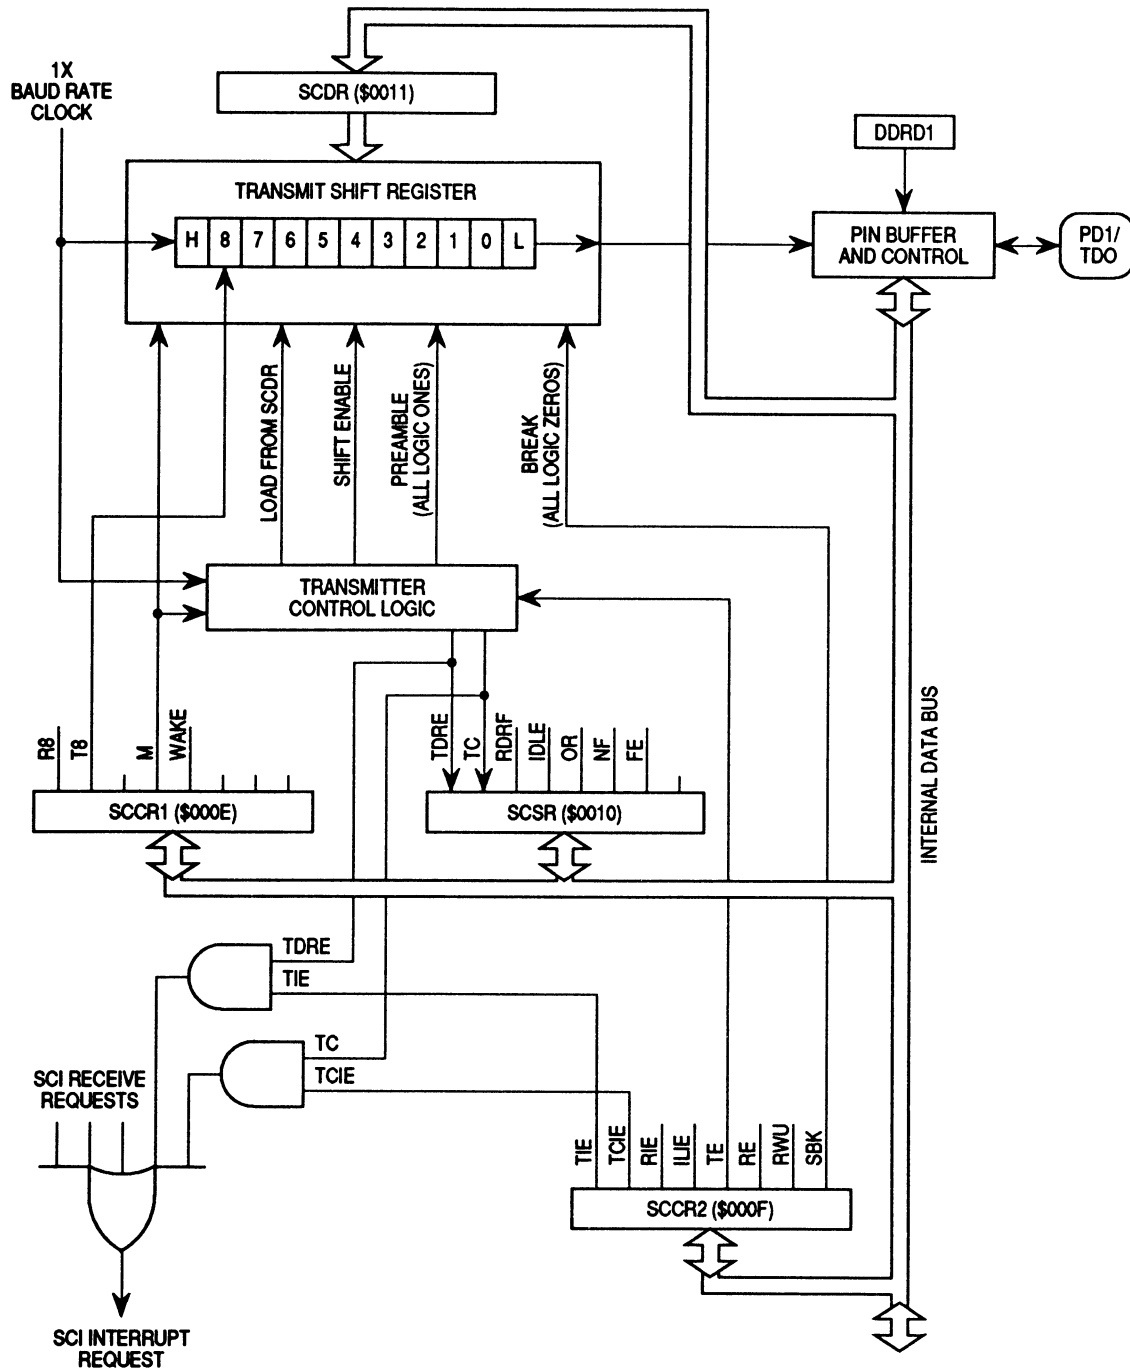 1X
BAUD RATE
CLOCK
SCDR ($0011)
DDRD1
TRANSMIT SHIFT REGISTER
H 8 7 6 5 4 3 2 1 0 L
PIN BUFFER
AND CONTROL
PD1/
TDO
LOAD FROM SCDR
SHIFT ENABLE
PREAMBLE
(ALL LOGIC ONES)
BREAK
(ALL LOGIC ZEROS)
TRANSMITTER
CONTROL LOGIC
INTERNAL DATA BUS
R8
T8
M
WAKE
SCCR1 ($000E)
TDRE
TC
RDRF
IDLE
OR
NF
FE
SCSR ($0010)
TDRE
TIE
TC
TCIE
SCI RECEIVE
REQUESTS
TIE
TCIE
RIE
ILIE
TE
RE
RWU
SBK
SCCR2 ($000F)
SCI INTERRUPT
REQUEST